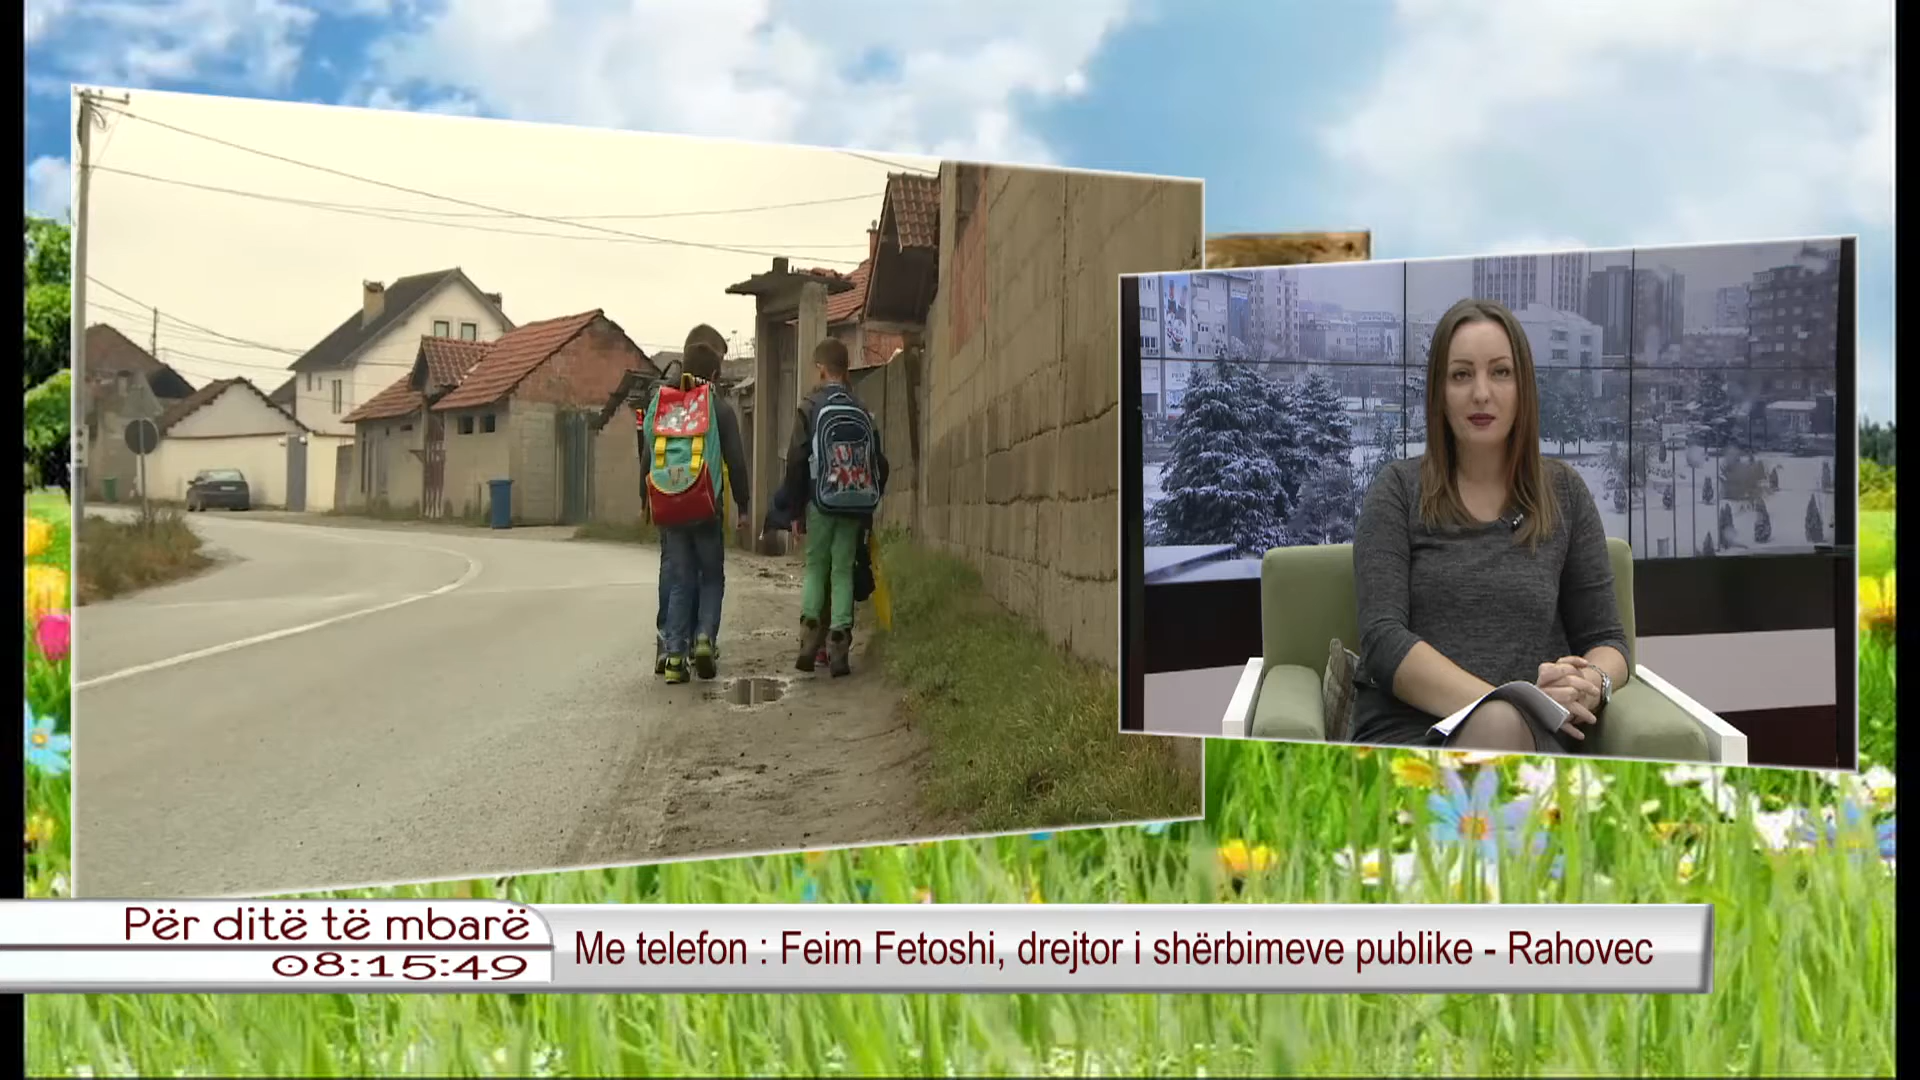 Për ditë të mbarë
08:15:49
Me telefon : Feim Fetoshi, drejtor i shërbimeve publike - Rahovec